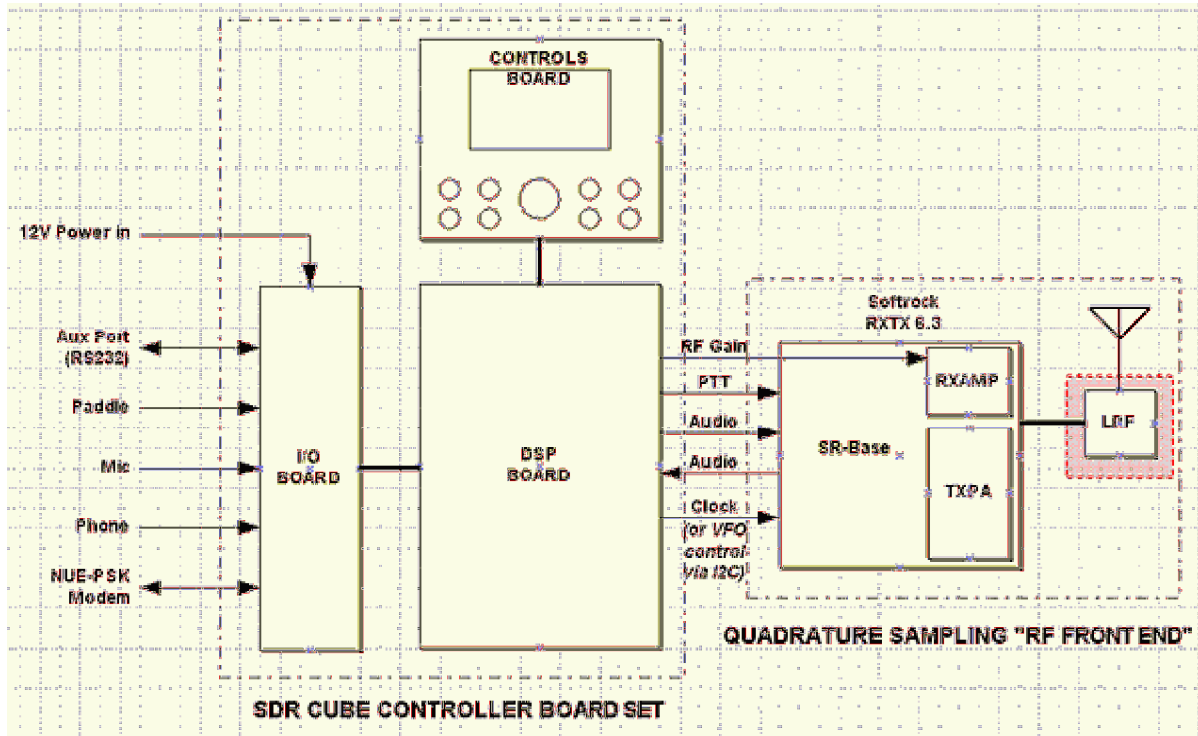 CONTROLS
BOARD
12V Power in
Aux Port
(RS232)
Paddle
Mic
Phone
NUE-PSK
Modem
I/O
BOARD
DSP
BOARD
RF Gain
PTT
Audio
Audio
Clock
(or VFO
control
via I2C)
Softrock
RXTX 6.3
RXAMP
SR-Base
TXPA
LPF
QUADRATURE SAMPLING "RF FRONT END"
SDR CUBE CONTROLLER BOARD SET